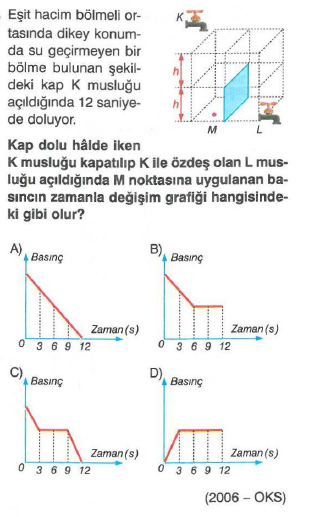 Eşit hacim bölmeli or-
tasında dikey konum-
da su geçirmeyen bir
bölme bulunan şekil-
deki kap K musluğu
açıldığında 12 saniye-
de doluyor.
K
h
h
M
L
Kap dolu hâlde iken
K musluğu kapatılıp K ile özdeş olan L mus-
luğu açıldığında M noktasına uygulanan ba-
sıncın zamanla değişim grafiği hangisinde-
ki gibi olur?
A)
Basınç
Zaman (s)
0 3 6 9 12
B)
Basınç
Zaman (s)
0 3 6 9 12
C)
Basınç
Zaman (s)
0 3 6 9 12
D)
Basınç
Zaman (s)
0 3 6 9 12
(2006 – OKS)